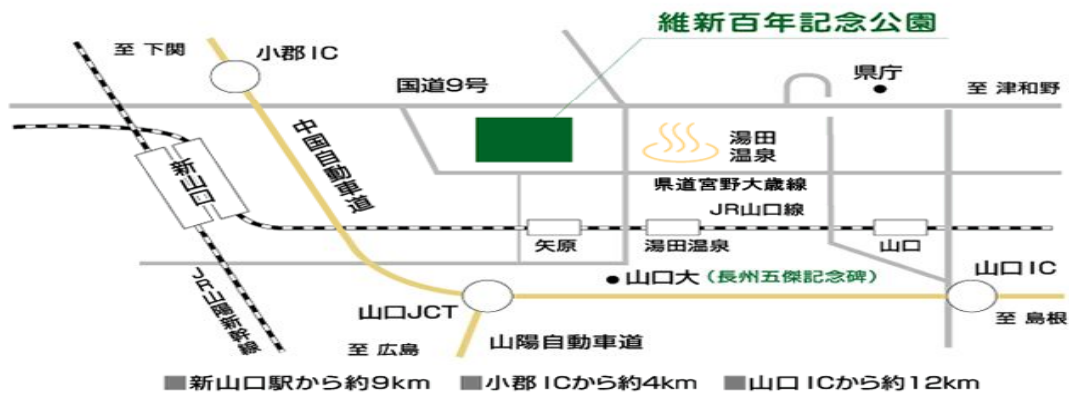 維新百年記念公園
至 下関
小郡 IC
国道9号
県庁
至 津和野
中国自動車道
湯田
温泉
新山口
県道宮野大歳線
JR山口線
矢原
湯田温泉
山口
JR山陽新幹線
山口大（長州五傑記念碑）
山口 IC
山口JCT
至 島根
至 広島
山陽自動車道
■新山口駅から約9km ■小郡 ICから約4km ■山口 ICから約12km